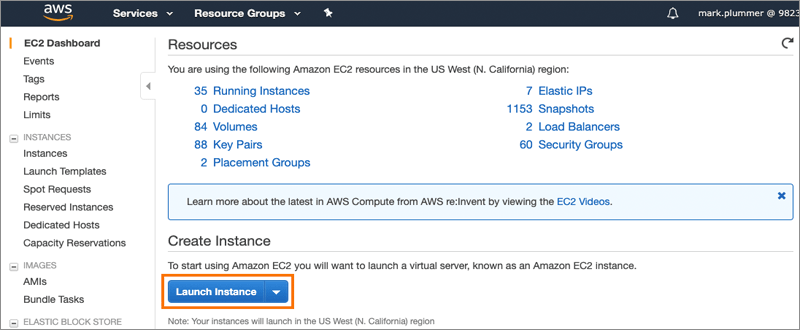 aws Services Resource Groups mark.plummer @ 9823
EC2 Dashboard
Events
Tags
Reports
Limits
INSTANCES
Instances
Launch Templates
Spot Requests
Reserved Instances
Dedicated Hosts
Capacity Reservations
IMAGES
AMIs
Bundle Tasks
ELASTIC BLOCK STORE
Resources
You are using the following Amazon EC2 resources in the US West (N. California) region:
35 Running Instances 7 Elastic IPs
0 Dedicated Hosts 1153 Snapshots
84 Volumes 2 Load Balancers
88 Key Pairs 60 Security Groups
2 Placement Groups
Learn more about the latest in AWS Compute from AWS re:Invent by viewing the EC2 Videos.
Create Instance
To start using Amazon EC2 you will want to launch a virtual server, known as an Amazon EC2 instance.
Launch Instance
Note: Your instances will launch in the US West (N. California) region